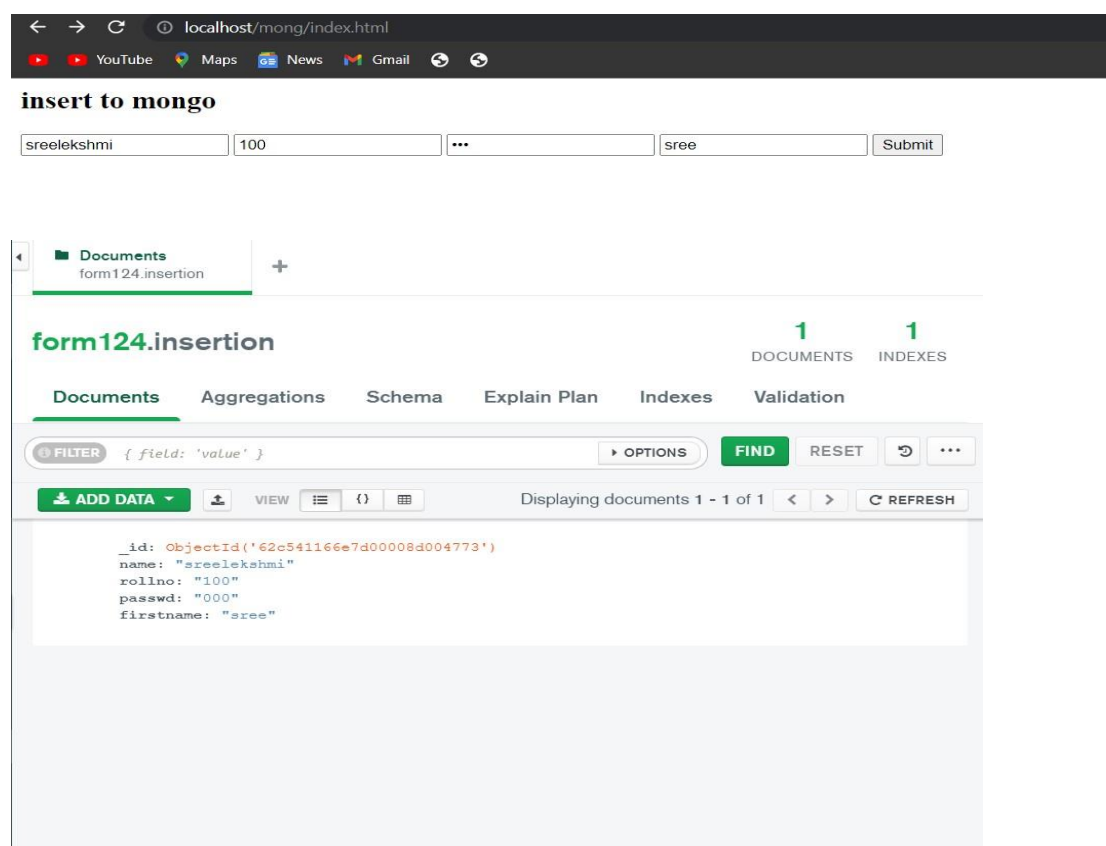 localhost/mong/index.html
YouTube Maps News Gmail
insert to mongo
sreelekshmi 100 ••• sree Submit
Documents
form124.insertion
+
form124.insertion
1 1
DOCUMENTS INDEXES
Documents Aggregations Schema Explain Plan Indexes Validation
FILTER { field: 'value' } OPTIONS FIND RESET ...
ADD DATA VIEW {} Displaying documents 1 - 1 of 1 < > REFRESH
_id: ObjectId('62c541166e7d00008d004773')
name: "sreelekshmi"
rollno: "100"
passwd: "000"
firstname: "sree"